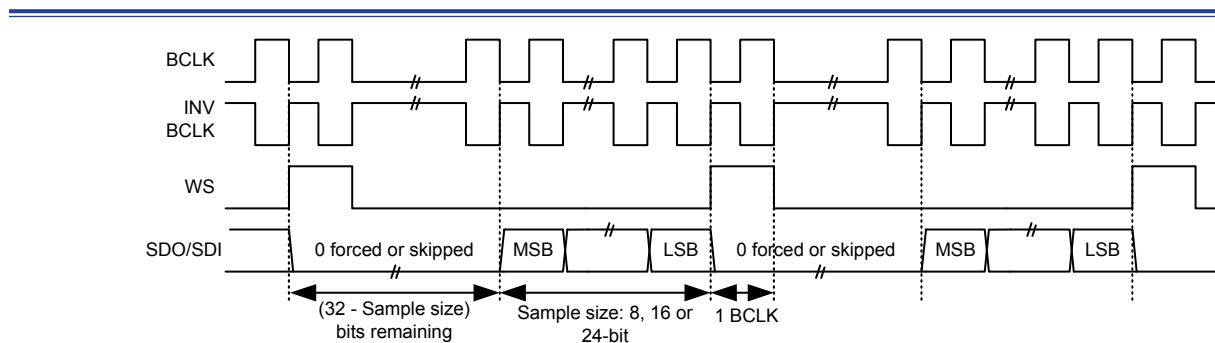 BCLK
INV
BCLK
WS
SDO/SDI
0 forced or skipped
MSB
LSB
0 forced or skipped
MSB
LSB
(32 - Sample size)
bits remaining
Sample size: 8, 16 or
24-bit
1 BCLK